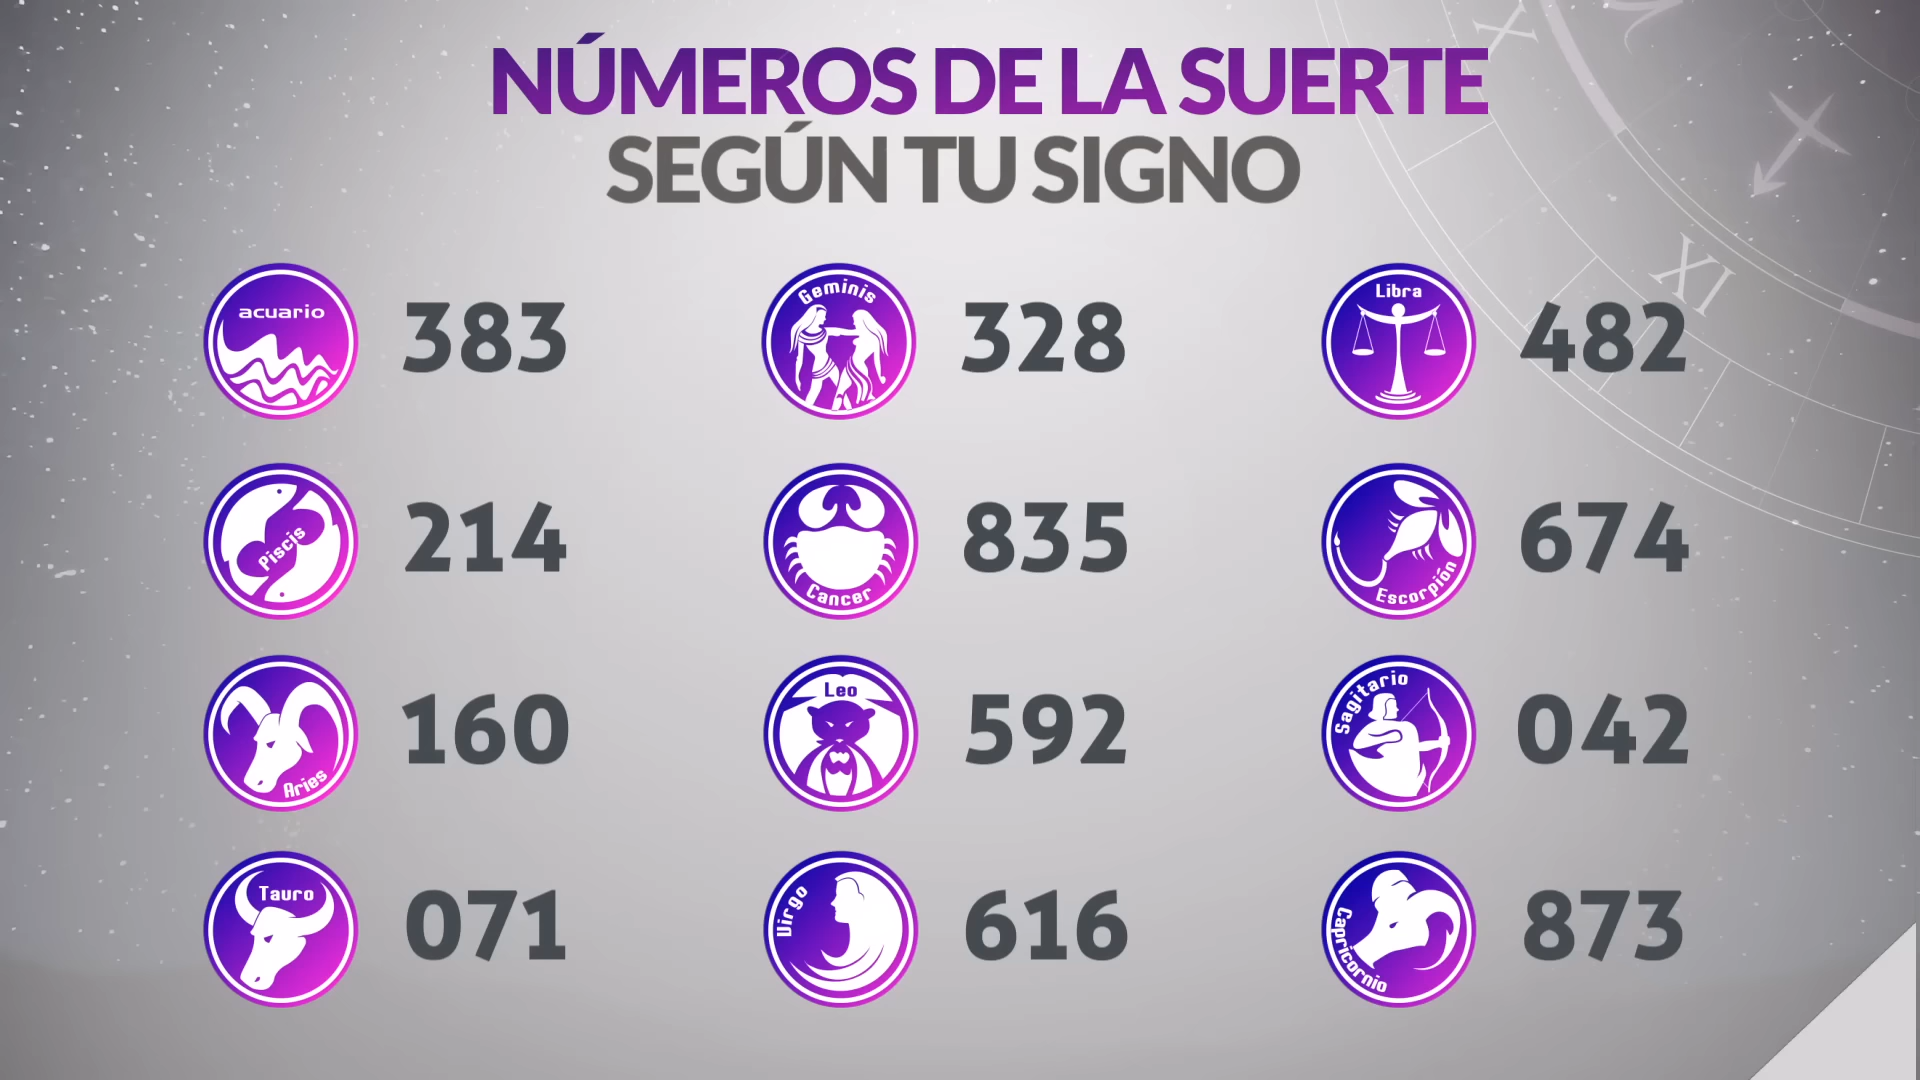 NÚMEROS DE LA SUERTE
SEGÚN TU SIGNO
acuario 383
Geminis 328
Libra 482
Piscis 214
Cancer 835
Escorpión 674
Aries 160
Leo 592
Sagitario 042
Tauro 071
Virgo 616
Capricornio 873
X
XI